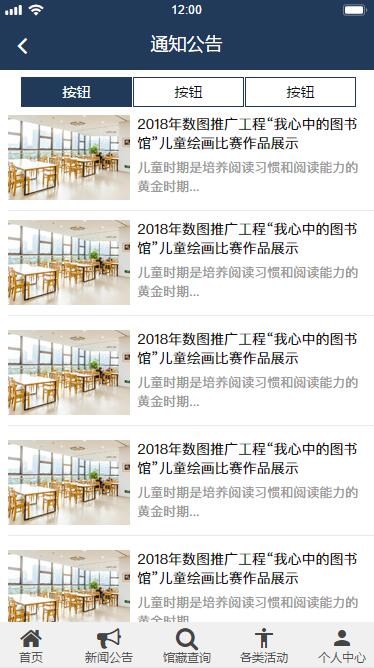 12:00
通知公告
按钮 按钮 按钮
2018年数图推广工程“我心中的图书
馆”儿童绘画比赛作品展示
儿童时期是培养阅读习惯和阅读能力的
黄金时期...
2018年数图推广工程“我心中的图书
馆”儿童绘画比赛作品展示
儿童时期是培养阅读习惯和阅读能力的
黄金时期...
2018年数图推广工程“我心中的图书
馆”儿童绘画比赛作品展示
儿童时期是培养阅读习惯和阅读能力的
黄金时期...
2018年数图推广工程“我心中的图书
馆”儿童绘画比赛作品展示
儿童时期是培养阅读习惯和阅读能力的
黄金时期...
2018年数图推广工程“我心中的图书
馆”儿童绘画比赛作品展示
儿童时期是培养阅读习惯和阅读能力的
黄金时期...
首页 新闻公告 馆藏查询 各类活动 个人中心